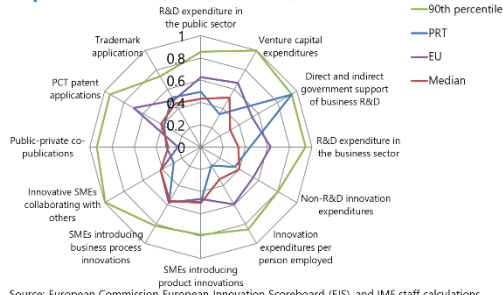 R&D expenditure in
the public sector
Venture capital
expenditures
Direct and indirect
government support
of business R&D
R&D expenditure in
the business sector
Non-R&D innovation
expenditures
Innovation
expenditures per
person employed
SMEs introducing
product innovations
SMEs introducing
business process
innovations
Innovative SMEs
collaborating with
others
Public-private co-
publications
PCT patent
applications
Trademark
applications
1
0.8
0.6
0.4
0.2
0
90th percentile
PRT
EU
Median
Source: European Commission European Innovation Scoreboard (EIS), and IMF staff calculations